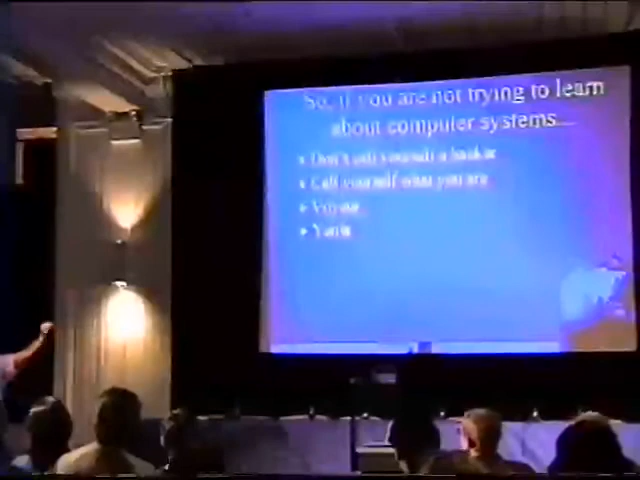 So, if you are not trying to learn
about computer systems...
Don't call yourself a hacker
Call yourself what you are